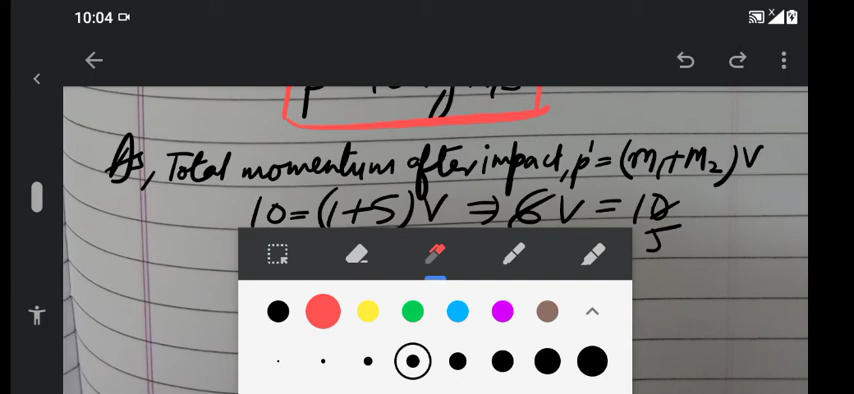 10:04
As, Total momentum after impact, p' = (m₁+m₂)V
10 = (1+5)V ⇒ 6V = 10
5